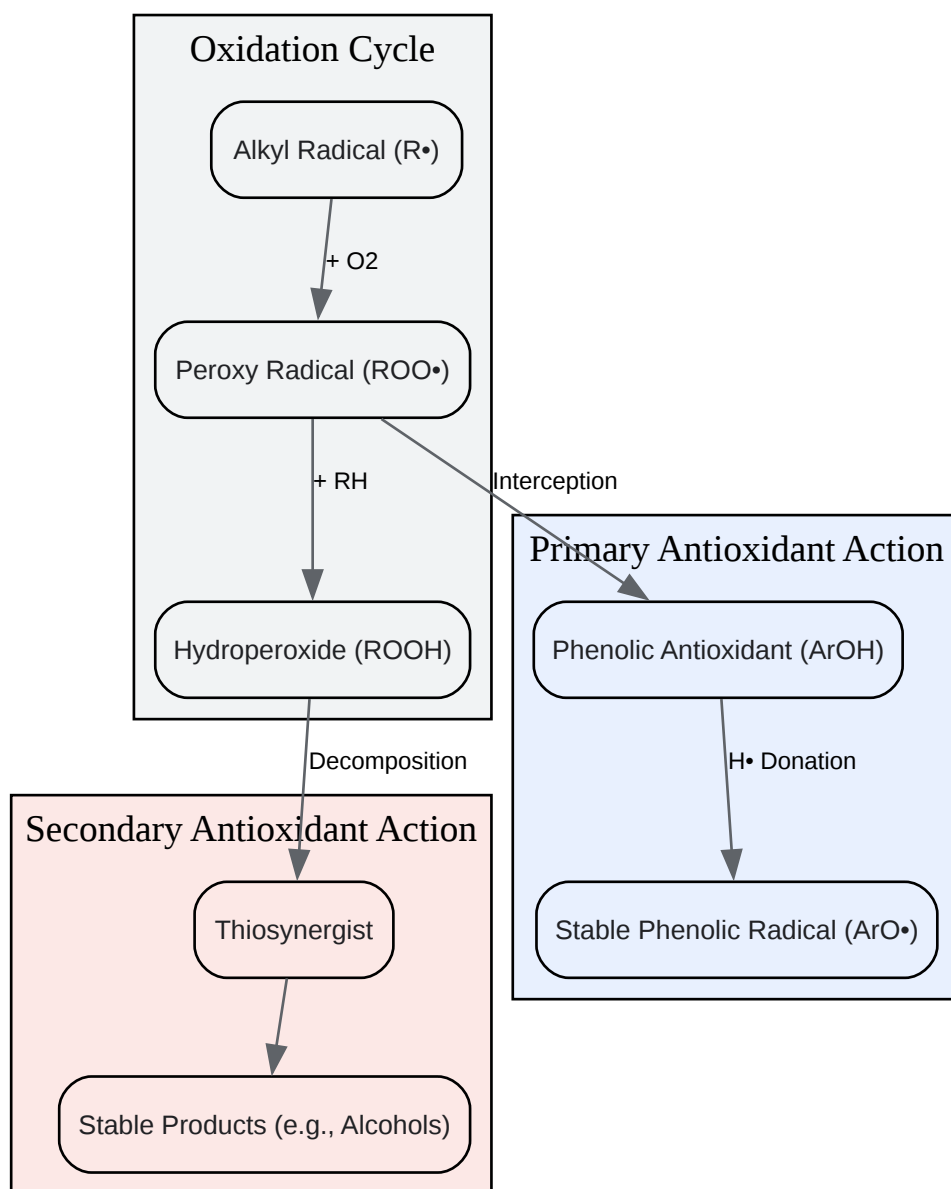 Oxidation Cycle
Alkyl Radical (R•)
+ O2
Peroxy Radical (ROO•)
+ RH
Interception
Primary Antioxidant Action
Hydroperoxide (ROOH)
Phenolic Antioxidant (ArOH)
Decomposition
H• Donation
Secondary Antioxidant Action
Thiosynergist
Stable Phenolic Radical (ArO•)
Stable Products (e.g., Alcohols)